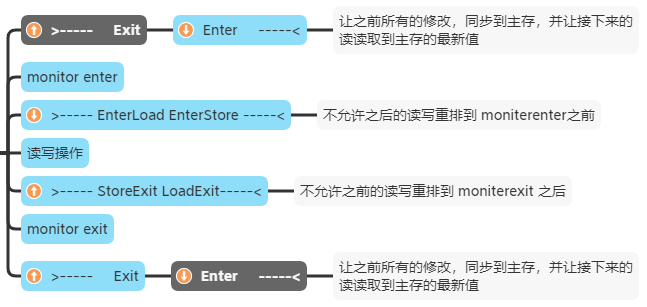 >----- Exit
Enter -----<
让之前所有的修改，同步到主存，并让接下来的
读读取到主存的最新值
monitor enter
>----- EnterLoad EnterStore -----<
不允许之后的读写重排到 moniterenter之前
读写操作
>----- StoreExit LoadExit-----<
不允许之前的读写重排到 moniterexit 之后
monitor exit
>----- Exit
Enter -----<
让之前所有的修改，同步到主存，并让接下来的
读读取到主存的最新值